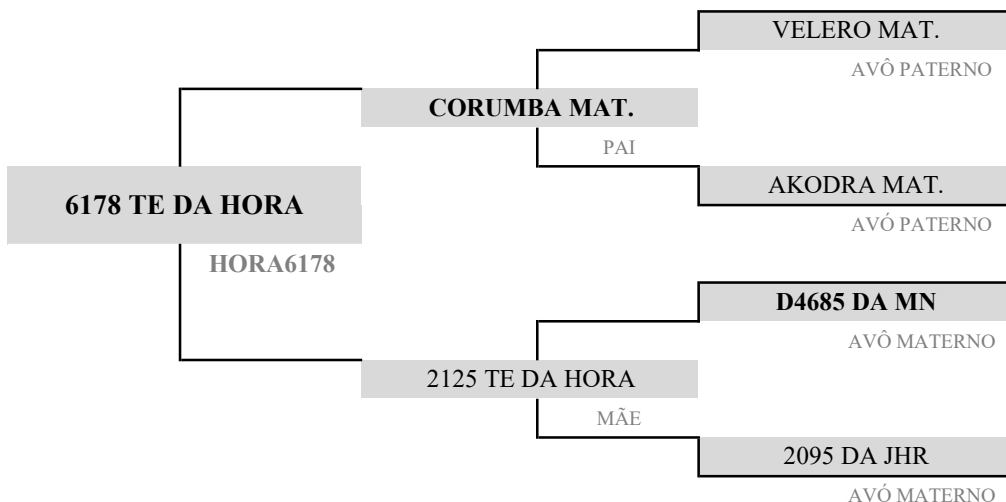 VELERO MAT.
AVÔ PATERNO
CORUMBA MAT.
PAI
AKODRA MAT.
AVÓ PATERNO
6178 TE DA HORA
HORA6178
D4685 DA MN
AVÔ MATERNO
2125 TE DA HORA
MÃE
2095 DA JHR
AVÓ MATERNO